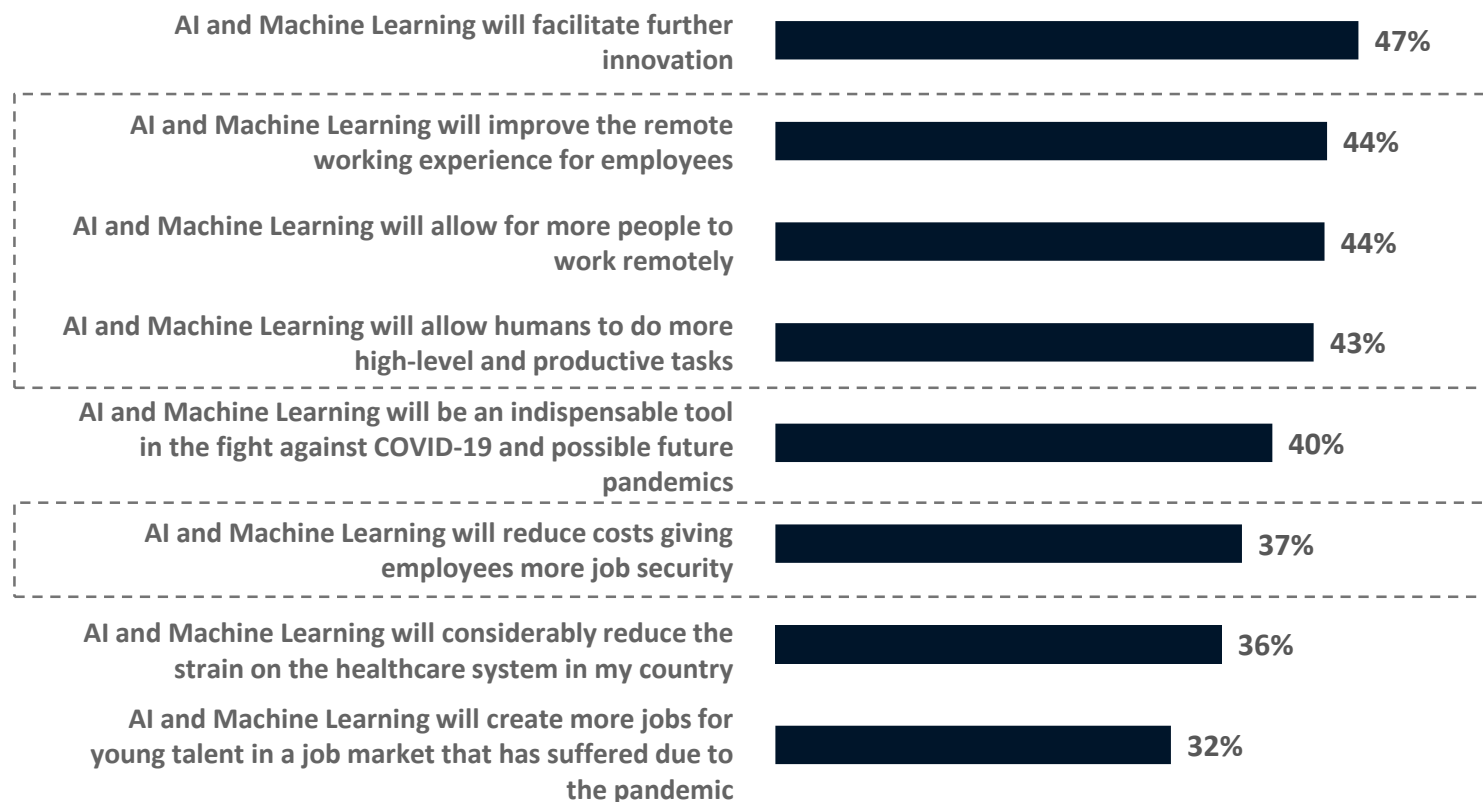 AI and Machine Learning will facilitate further
innovation
47%
AI and Machine Learning will improve the remote
working experience for employees
44%
AI and Machine Learning will allow for more people to
work remotely
44%
AI and Machine Learning will allow humans to do more
high-level and productive tasks
43%
AI and Machine Learning will be an indispensable tool
in the fight against COVID-19 and possible future
pandemics
40%
AI and Machine Learning will reduce costs giving
employees more job security
37%
AI and Machine Learning will considerably reduce the
strain on the healthcare system in my country
36%
AI and Machine Learning will create more jobs for
young talent in a job market that has suffered due to
the pandemic
32%